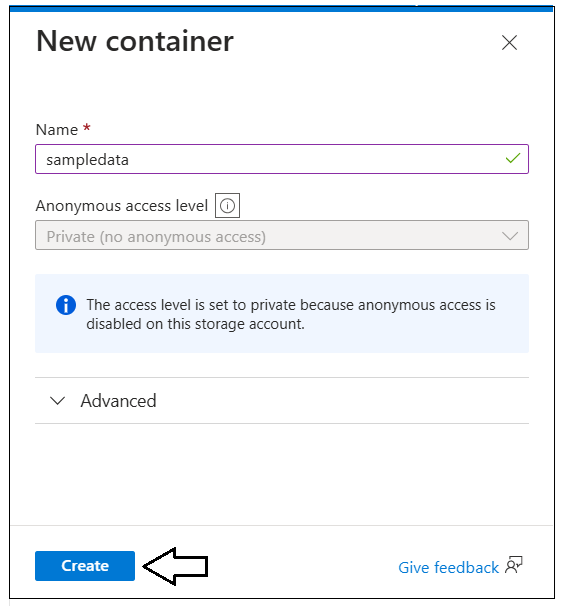 New container
Name *
sampledata
Anonymous access level
Private (no anonymous access)
The access level is set to private because anonymous access is
disabled on this storage account.
Advanced
Create
Give feedback